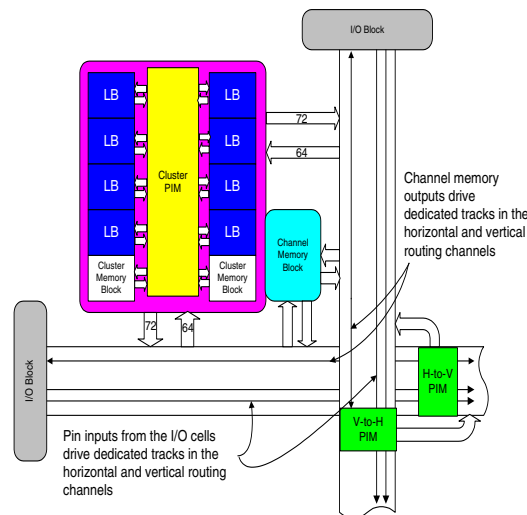 I/O Block
LB
LB
LB
LB
Cluster
Memory
Block
Cluster
PIM
LB
LB
LB
LB
Cluster
Memory
Block
72
64
Channel
Memory
Block
Channel memory
outputs drive
dedicated tracks in the
horizontal and vertical
routing channels
72
64
I/O Block
H-to-V
PIM
V-to-H
PIM
Pin inputs from the I/O cells
drive dedicated tracks in the
horizontal and vertical routing
channels